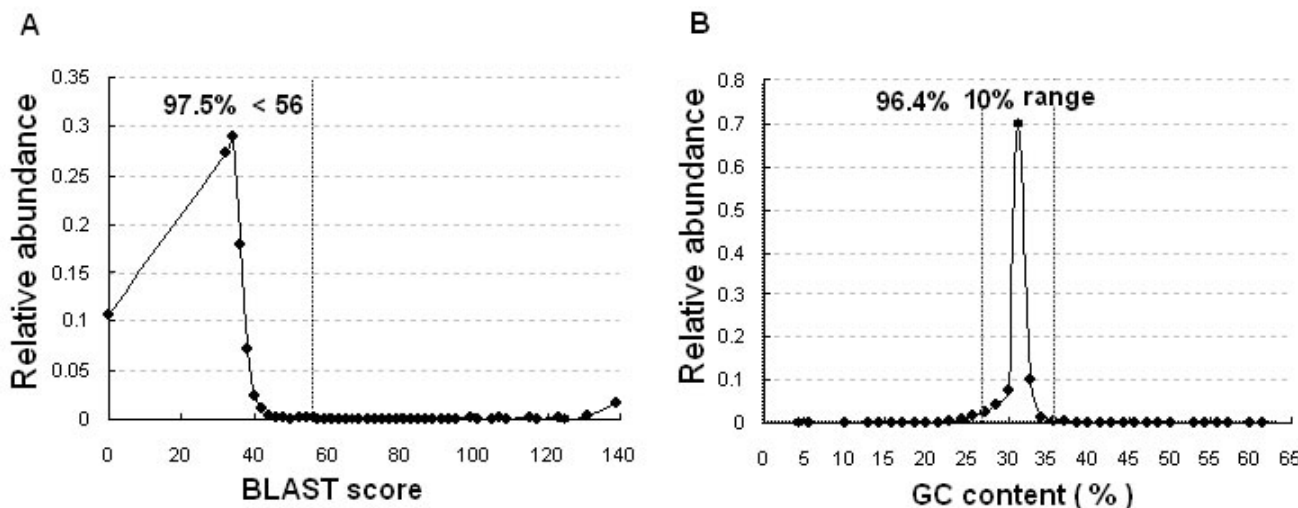 A
97.5% < 56
Relative abundance
0.35
0.3
0.25
0.2
0.15
0.1
0.05
0
0 20 40 60 80 100 120 140
BLAST score
B
96.4% 10% range
Relative abundance
0.8
0.7
0.6
0.5
0.4
0.3
0.2
0.1
0
0 5 10 15 20 25 30 35 40 45 50 55 60 65
GC content ( % )